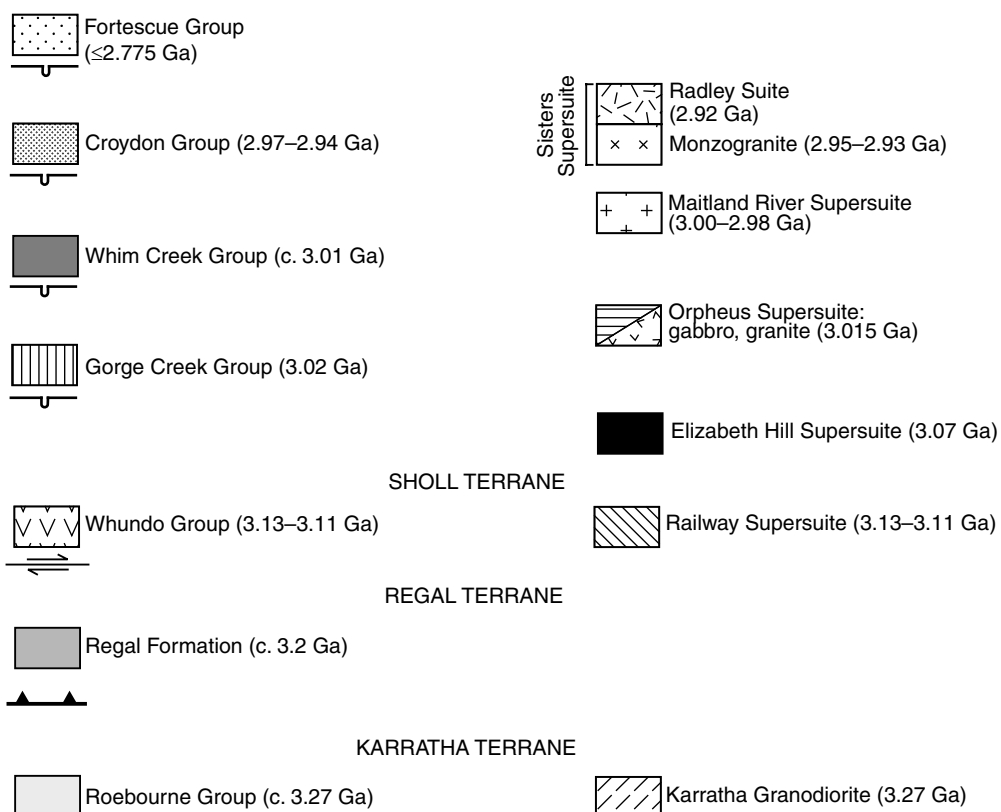 Fortescue Group
(≤2.775 Ga)
Croydon Group (2.97–2.94 Ga)
Whim Creek Group (c. 3.01 Ga)
Gorge Creek Group (3.02 Ga)
Sisters
Supersuite
Radley Suite
(2.92 Ga)
Monzogranite (2.95–2.93 Ga)
Maitland River Supersuite
(3.00–2.98 Ga)
Orpheus Supersuite:
gabbro, granite (3.015 Ga)
Elizabeth Hill Supersuite (3.07 Ga)
SHOLL TERRANE
Whundo Group (3.13–3.11 Ga)
Railway Supersuite (3.13–3.11 Ga)
REGAL TERRANE
Regal Formation (c. 3.2 Ga)
KARRATHA TERRANE
Roebourne Group (c. 3.27 Ga)
Karratha Granodiorite (3.27 Ga)